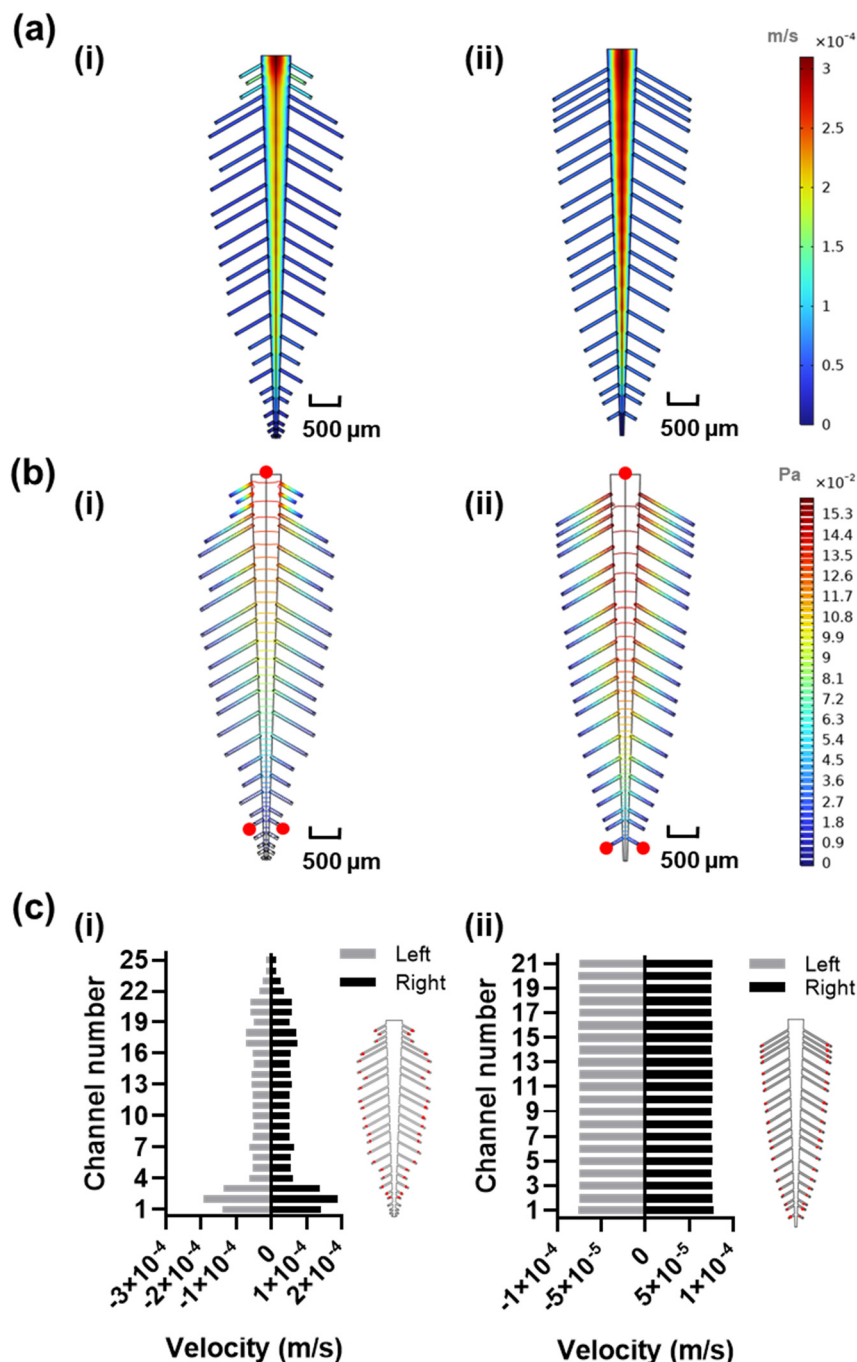 (a)
(i)
(ii)
m/s
×10⁻⁴
3
2.5
2
1.5
1
0.5
0
500 µm
500 µm
(b)
(i)
(ii)
Pa
×10⁻²
15.3
14.4
13.5
12.6
11.7
10.8
9.9
9
8.1
7.2
6.3
5.4
4.5
3.6
2.7
1.8
0.9
0
500 µm
500 µm
(c)
(i)
Left
Right
Channel number
25
22
19
16
13
10
7
4
1
-3×10⁻⁴
-2×10⁻⁴
-1×10⁻⁴
0
1×10⁻⁴
2×10⁻⁴
Velocity (m/s)
(ii)
Left
Right
Channel number
21
19
17
15
13
11
9
7
5
3
1
-1×10⁻⁴
-5×10⁻⁵
0
5×10⁻⁵
1×10⁻⁴
Velocity (m/s)